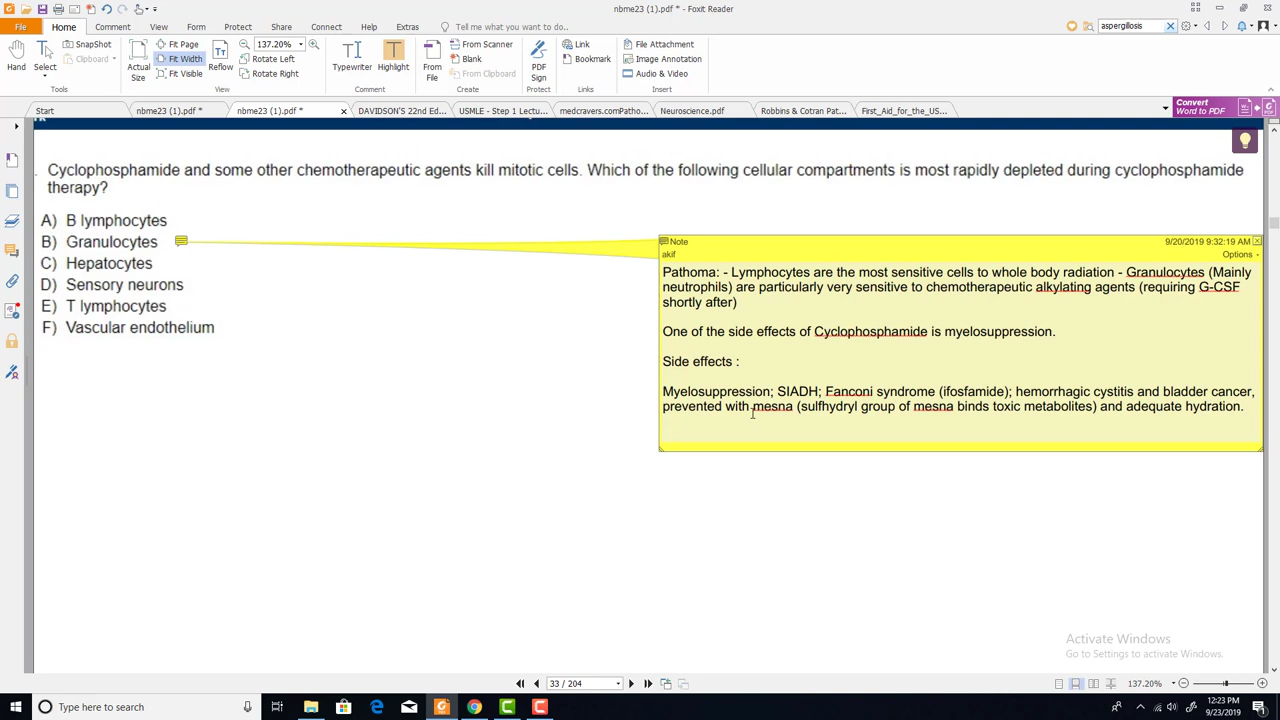 nbme23 (1).pdf * - Foxit Reader
File
Home
Comment
View
Form
Protect
Share
Connect
Help
Extras
Tell me what you want to do...
aspergillosis
SnapShot
Clipboard
Hand
Select
Fit Page
Fit Width
Fit Visible
Actual
Size
Reflow
137.20%
Rotate Left
Rotate Right
Typewriter
Highlight
From
File
From Scanner
Blank
From Clipboard
PDF
Sign
Link
Bookmark
File Attachment
Image Annotation
Audio & Video
Tools
View
Comment
Create
Protect
Links
Insert
Start
nbme23 (1).pdf *
nbme23 (1).pdf *
DAVIDSON'S 22nd Ed...
USMLE - Step 1 Lectu...
medcravers.comPatho...
Neuroscience.pdf
Robbins & Cotran Pat...
First_Aid_for_the_US...
Convert
Word to PDF
. Cyclophosphamide and some other chemotherapeutic agents kill mitotic cells. Which of the following cellular compartments is most rapidly depleted during cyclophosphamide
therapy?
A) B lymphocytes
B) Granulocytes
C) Hepatocytes
D) Sensory neurons
E) T lymphocytes
F) Vascular endothelium
Note 9/20/2019 9:32:19 AM
akif Options
Pathoma: - Lymphocytes are the most sensitive cells to whole body radiation - Granulocytes (Mainly
neutrophils) are particularly very sensitive to chemotherapeutic alkylating agents (requiring G-CSF
shortly after)
One of the side effects of Cyclophosphamide is myelosuppression.
Side effects :
Myelosuppression; SIADH; Fanconi syndrome (ifosfamide); hemorrhagic cystitis and bladder cancer,
prevented with mesna (sulfhydryl group of mesna binds toxic metabolites) and adequate hydration.
Activate Windows
Go to Settings to activate Windows.
33 / 204
137.20%
Type here to search
12:23 PM
9/23/2019